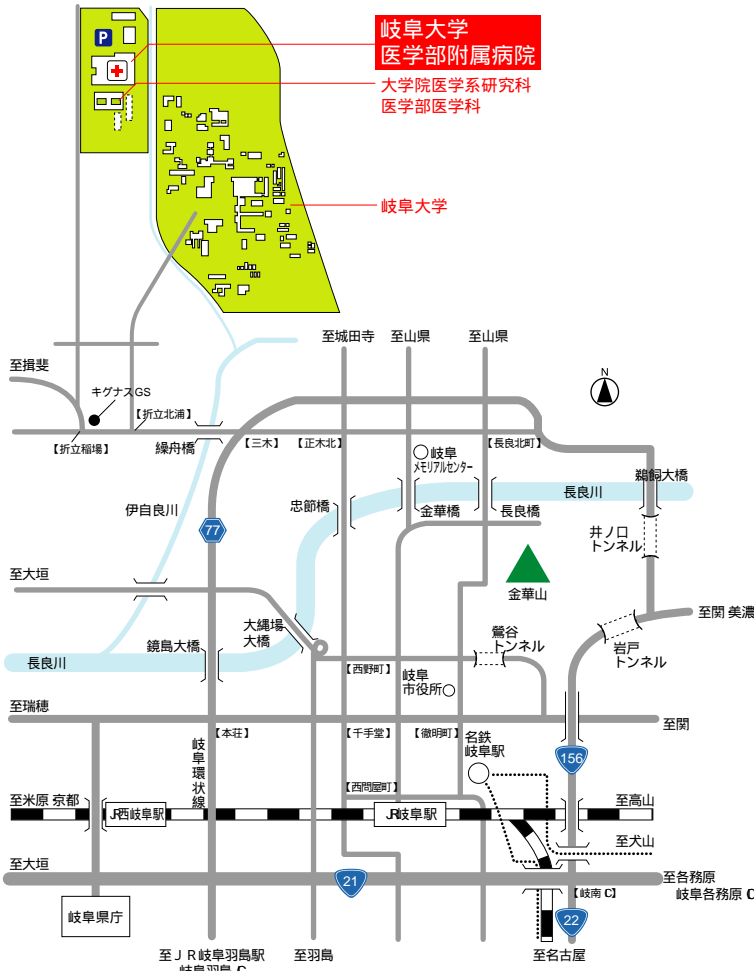 P
岐阜大学
医学部附属病院
大学院医学系研究科
医学部医学科
岐阜大学
至城田寺
至山県
至山県
至揖斐
N
キグナスGS
【折立北浦】
【折立稲場】
繰舟橋
【三木】
【正木北】
【長良北町】
岐阜
メモリアルセンター
鵜飼大橋
長良川
伊自良川
忠節橋
金華橋
長良橋
77
井ノ口
トンネル
至大垣
金華山
至関 美濃
大縄場
大橋
鏡島大橋
鶯谷
トンネル
岩戸
トンネル
長良川
【西野町】
岐阜
市役所
至瑞穂
至関
【本荘】
【千手堂】
【徹明町】
名鉄
岐阜駅
岐阜環状線
156
【西問屋町】
至米原 京都
JR西岐阜駅
JR岐阜駅
至高山
至犬山
至大垣
至各務原
岐阜各務原 C
21
【岐南 C】
岐阜県庁
22
至ＪＲ岐阜羽島駅
岐阜羽島 C
至羽島
至名古屋